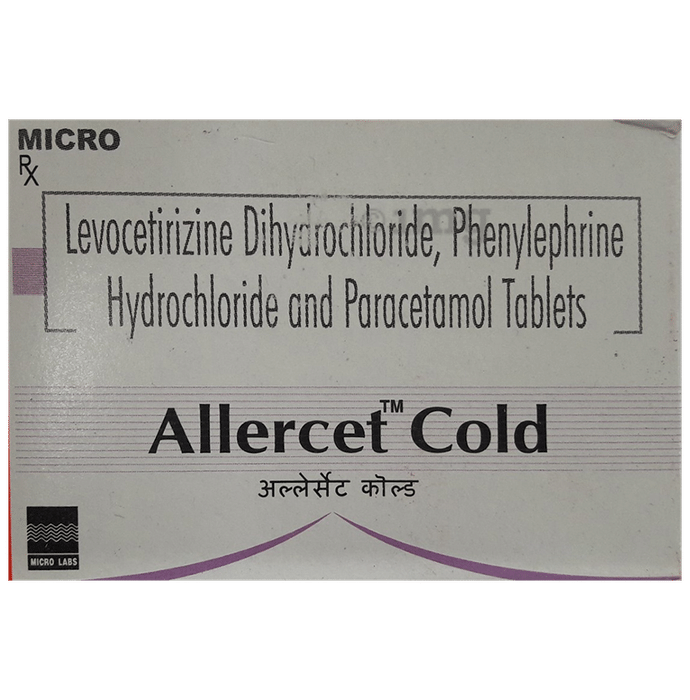 MICRO
Rx
Levocetirizine Dihydrochloride, Phenylephrine
Hydrochloride and Paracetamol Tablets
Allercet™ Cold
अल्लेर्सेट कॉल्ड
MICRO LABS